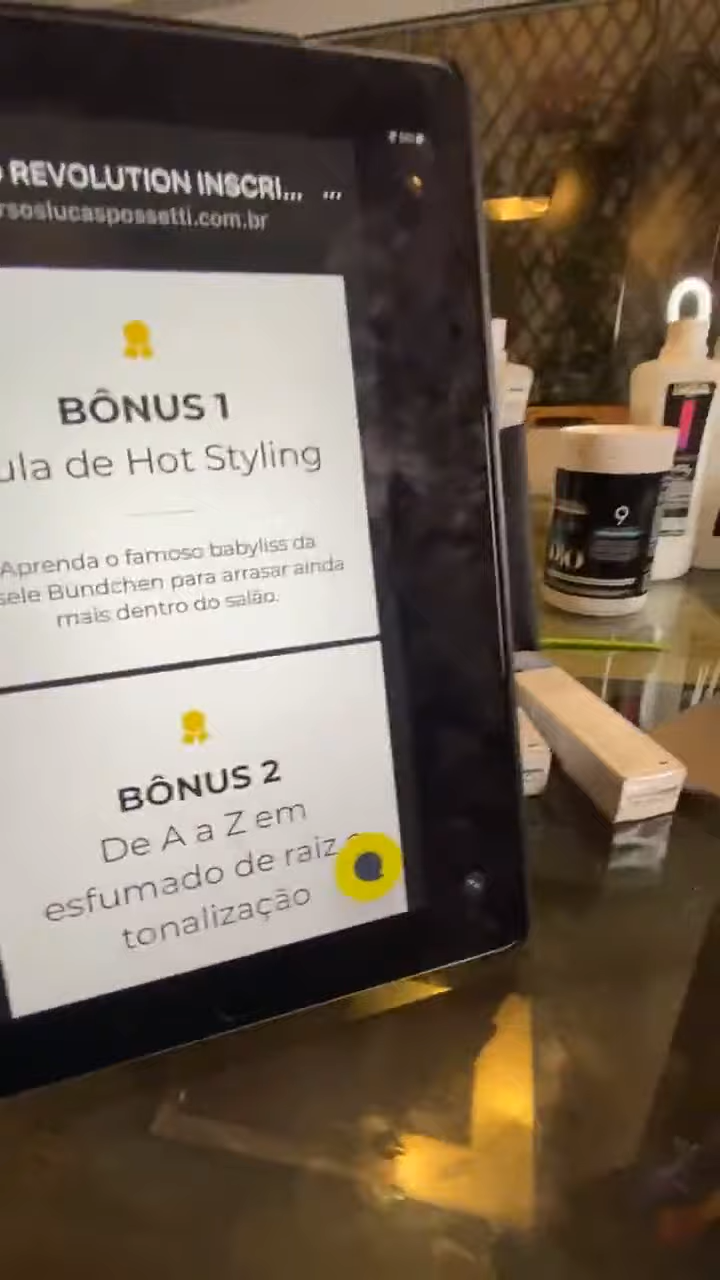 REVOLUTION INSCRI... ...
rsoslucaspossetti.com.br
BÔNUS 1
ula de Hot Styling
Aprenda o famoso babyliss da
sele Bündchen para arrasar ainda
mais dentro do salão.
BÔNUS 2
De A a Z em
esfumado de raiz e
tonalização
9